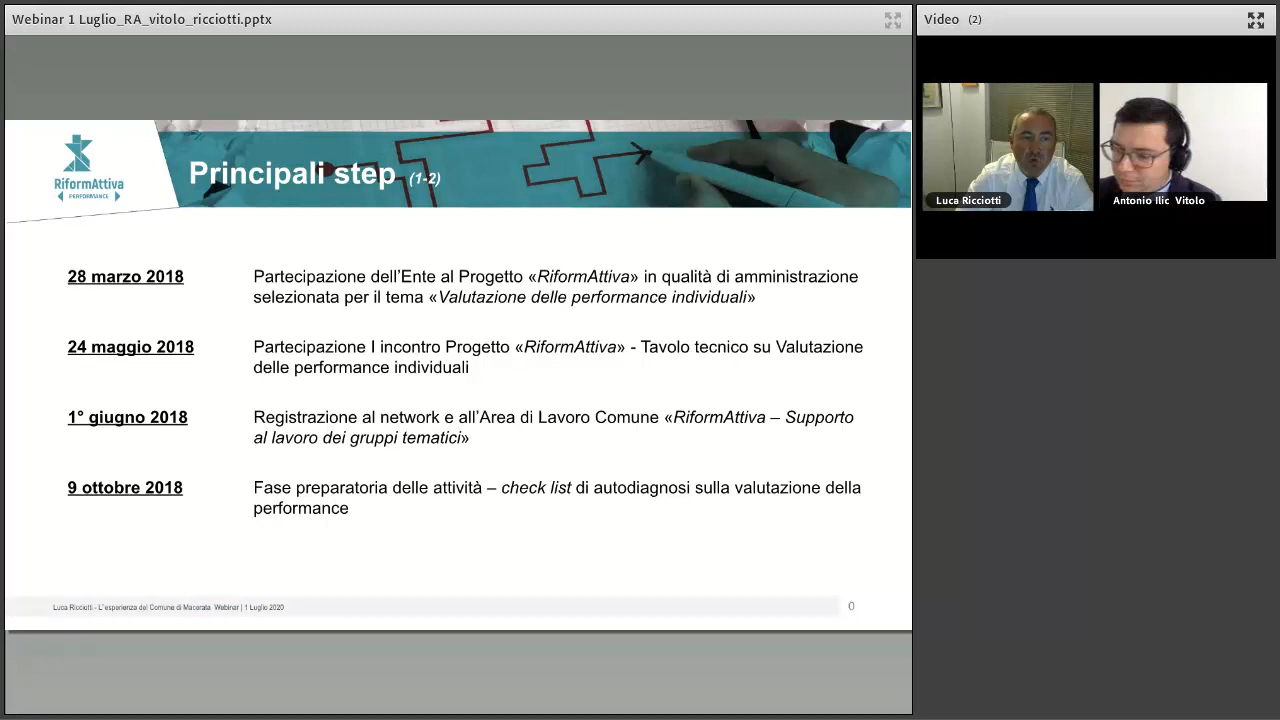 Webinar 1 Luglio_RA_vitolo_ricciotti.pptx
Video (2)
RiformAttiva
PERFORMANCE
Principali step (1-2)
Luca Ricciotti
Antonio Ilic Vitolo
28 marzo 2018
Partecipazione dell’Ente al Progetto «RiformAttiva» in qualità di amministrazione
selezionata per il tema «Valutazione delle performance individuali»
24 maggio 2018
Partecipazione I incontro Progetto «RiformAttiva» - Tavolo tecnico su Valutazione
delle performance individuali
1° giugno 2018
Registrazione al network e all’Area di Lavoro Comune «RiformAttiva – Supporto
al lavoro dei gruppi tematici»
9 ottobre 2018
Fase preparatoria delle attività – check list di autodiagnosi sulla valutazione della
performance
Luca Ricciotti - L’esperienza del Comune di Macerata Webinar | 1 Luglio 2020
0